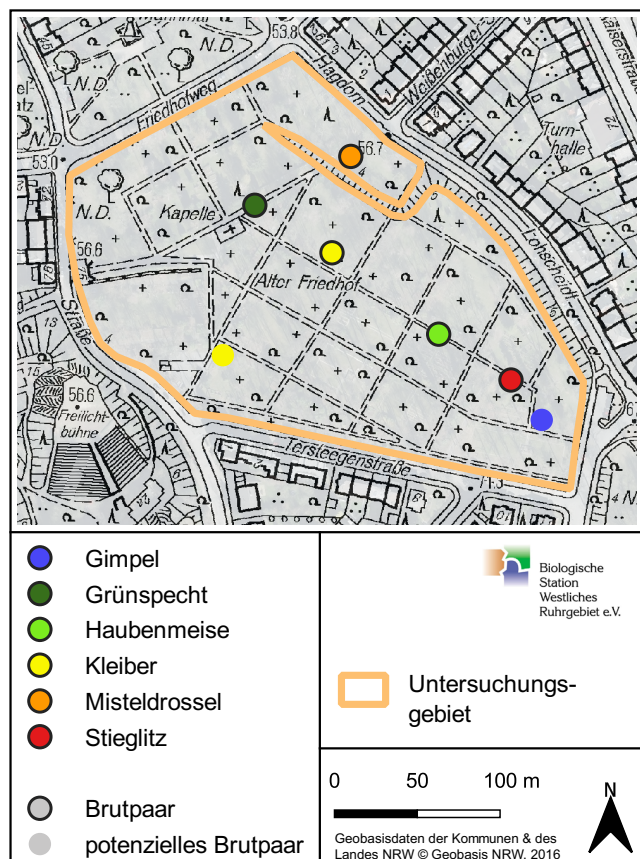 53.8
N.D.
Friedhofweg
Hagdorn
Weißenburger
N.D.
Turn-
halle
N.D.
53.0
56.7
N.D.
Kapelle
Lohscheidt
56.6
Alter Friedhof
Straße
56.6
Freilicht-
bühne
Tersteegenstraße
Gimpel
Grünspecht
Haubenmeise
Kleiber
Misteldrossel
Stieglitz
Brutpaar
potenzielles Brutpaar
Biologische
Station
Westliches
Ruhrgebiet e.V.
Untersuchungs-
gebiet
0 50 100 m
N
Geobasisdaten der Kommunen & des
Landes NRW © Geobasis NRW, 2016